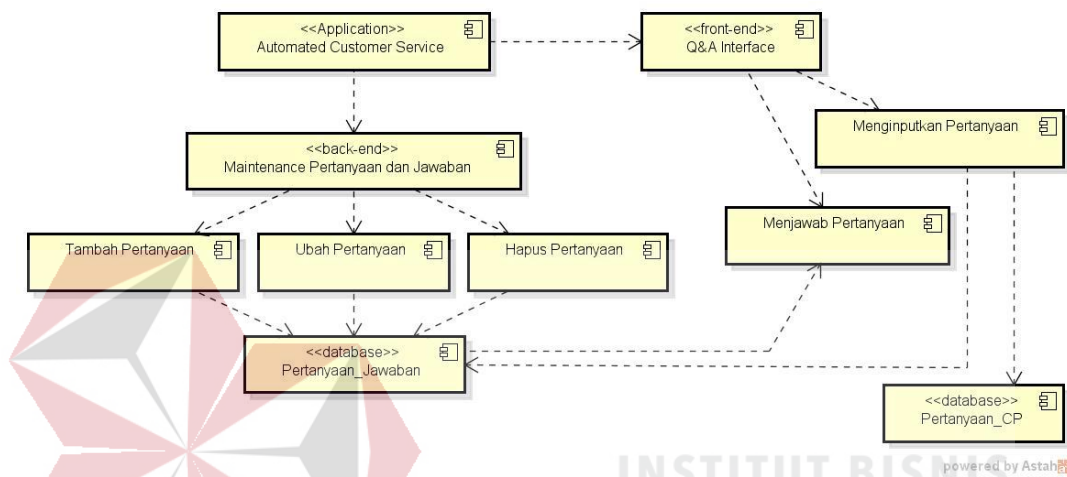 <<Application>>
Automated Customer Service
<<front-end>>
Q&A Interface
Menginputkan Pertanyaan
<<back-end>>
Maintenance Pertanyaan dan Jawaban
Menjawab Pertanyaan
Tambah Pertanyaan
Ubah Pertanyaan
Hapus Pertanyaan
<<database>>
Pertanyaan_Jawaban
<<database>>
Pertanyaan_CP
INSTITUT BISNIS
powered by Astah